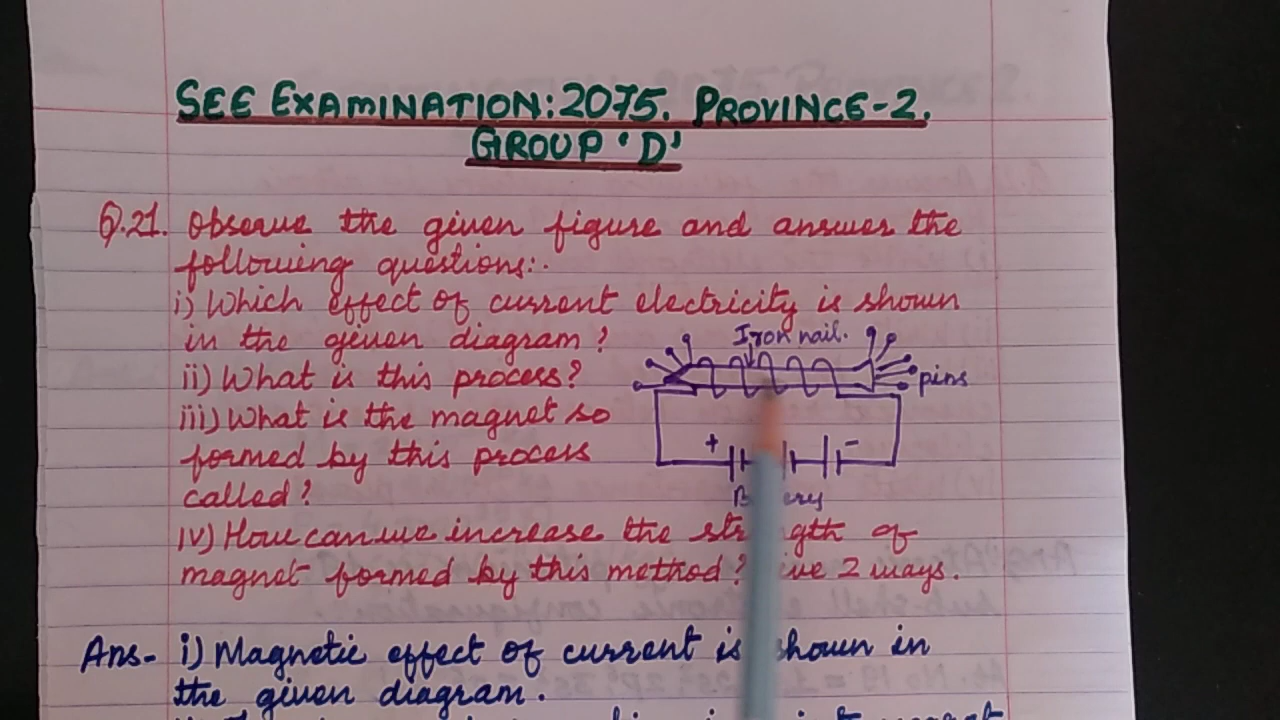 SEE EXAMINATION: 2075. PROVINCE-2.
GROUP 'D'
Q.21. Observe the given figure and answer the
following questions:.
i) Which effect of current electricity is shown
in the given diagram?
Iron nail.
ii) What is this process?
pins
iii) What is the magnet so
formed by this process
+ -
called?
iv) How can we increase the of
magnet formed by this method? 2 ways.
Ans- i) Magnetic effect of current is shown in
the given diagram.